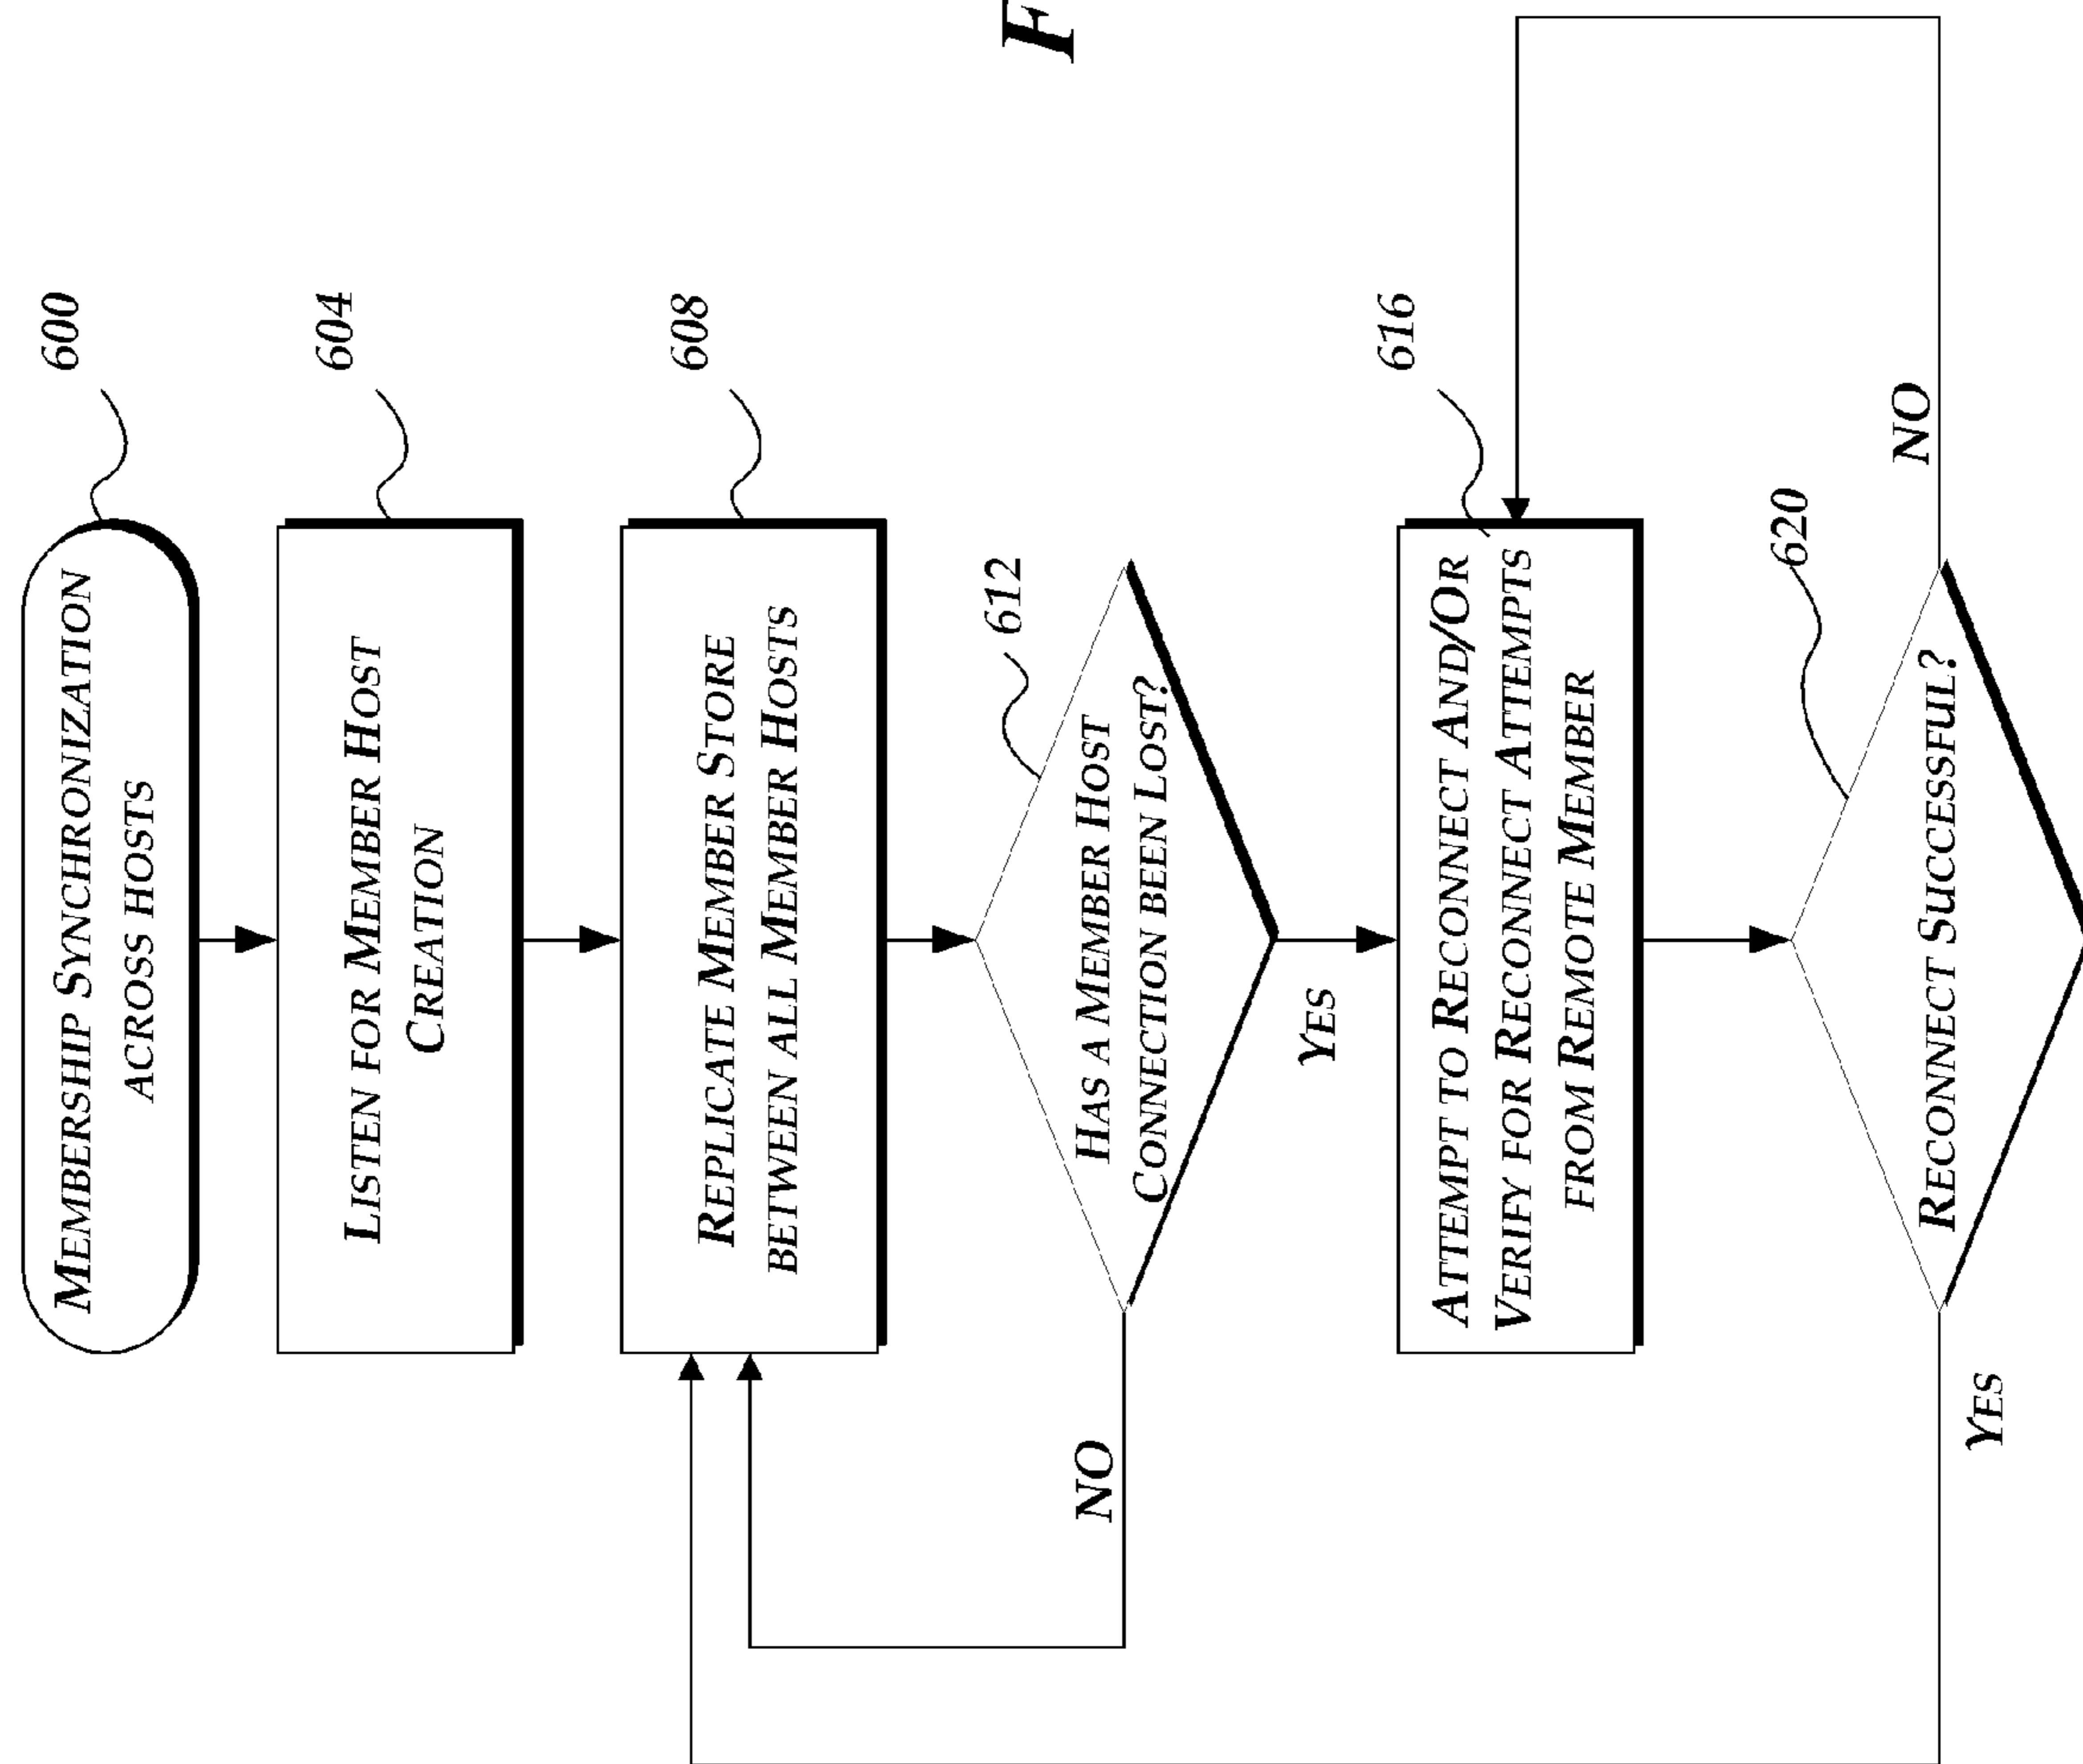 600
MEMBERSHIP SYNCHRONIZATION
ACROSS HOSTS
604
LISTEN FOR MEMBER HOST
CREATION
608
REPLICATE MEMBER STORE
BETWEEN ALL MEMBER HOSTS
612
HAS A MEMBER HOST
CONNECTION BEEN LOST?
NO
YES
616
ATTEMPT TO RECONNECT AND/OR
VERIFY FOR RECONNECT ATTEMPTS
FROM REMOTE MEMBER
620
RECONNECT SUCCESSFUL?
NO
YES
F